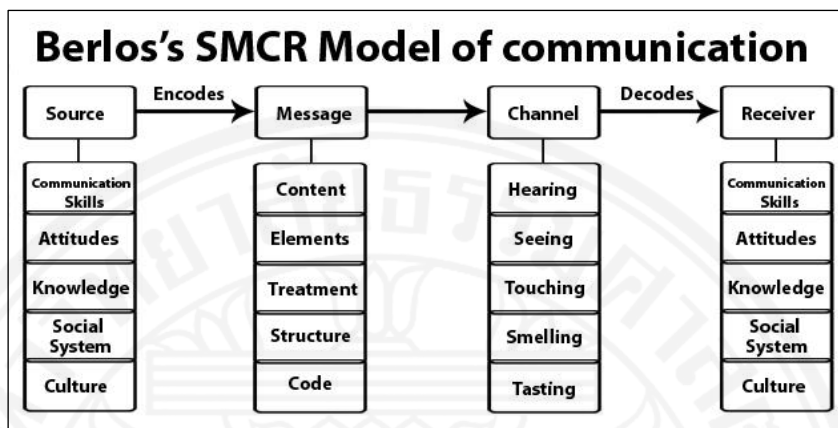 Berlos's SMCR Model of communication
Source
Encodes
Message
Channel
Decodes
Receiver
Communication
Skills
Attitudes
Knowledge
Social
System
Culture
Content
Elements
Treatment
Structure
Code
Hearing
Seeing
Touching
Smelling
Tasting
Communication
Skills
Attitudes
Knowledge
Social
System
Culture